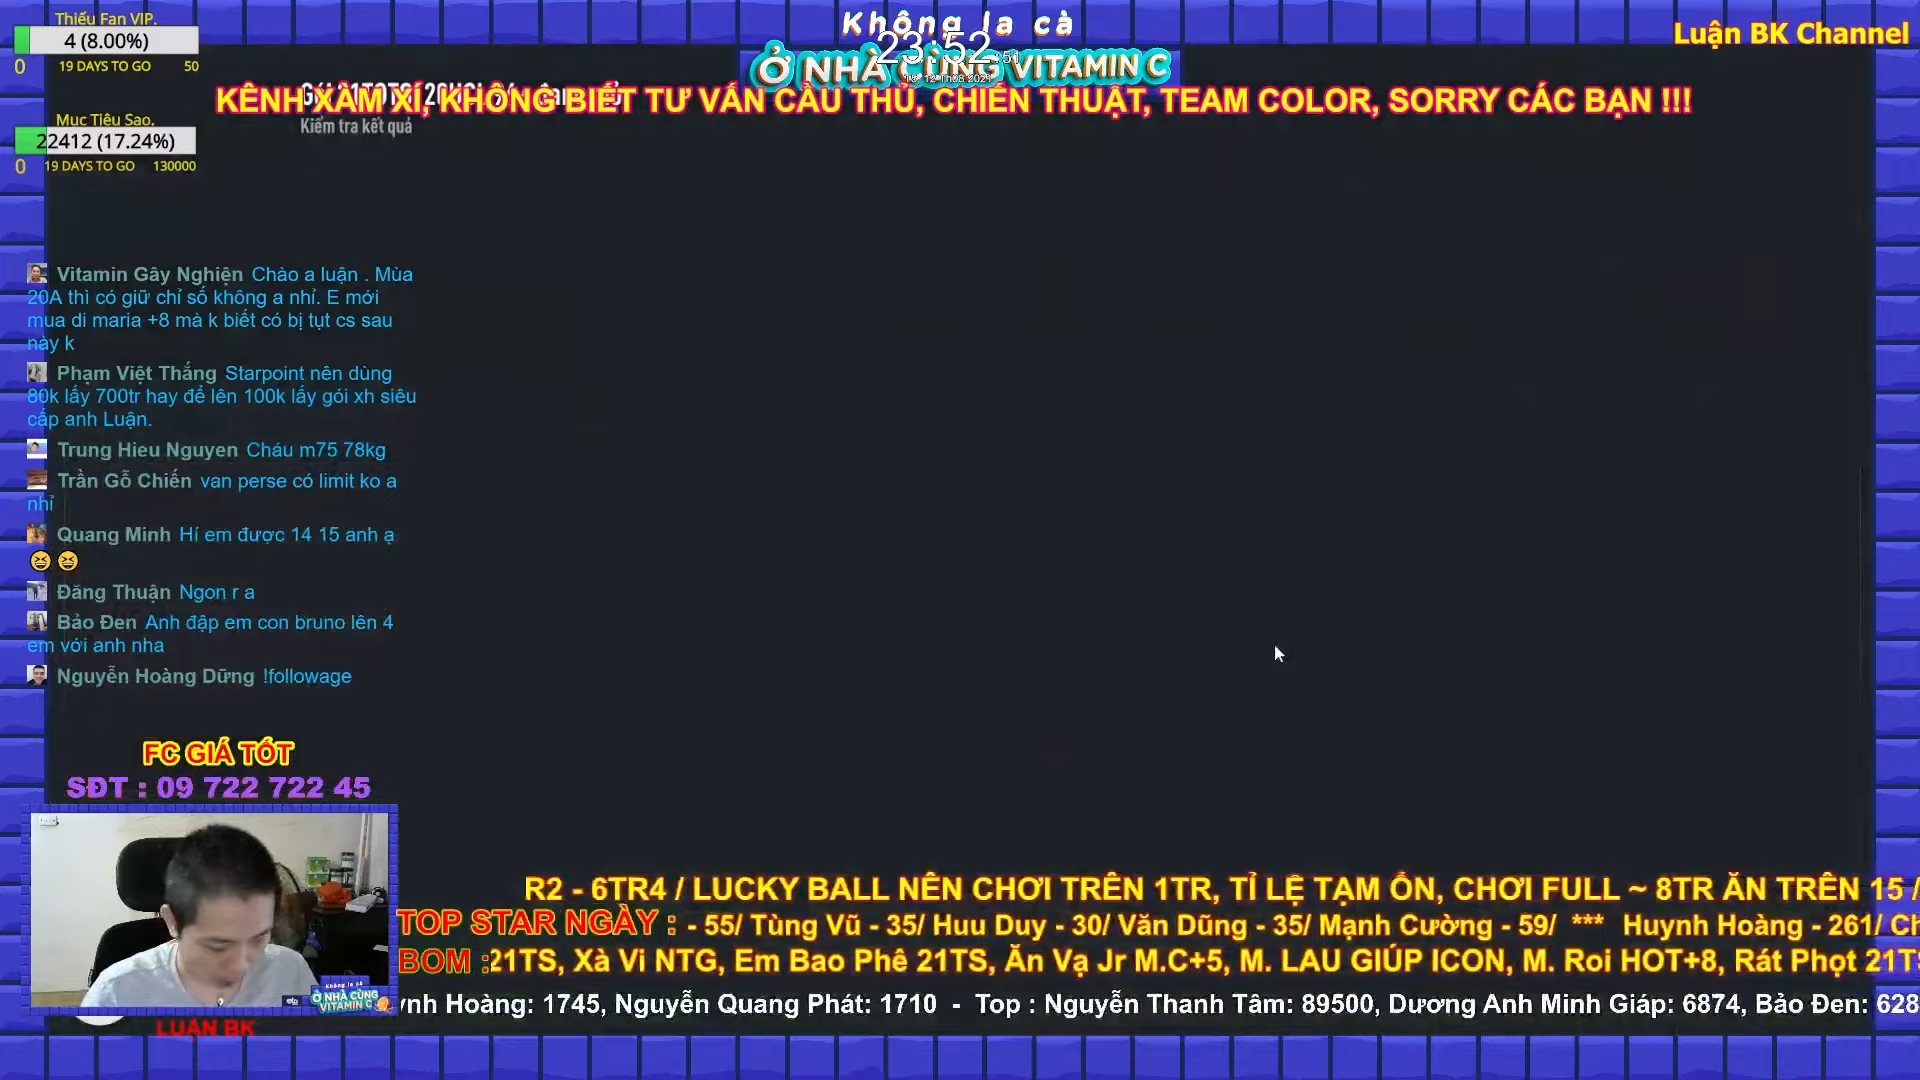 Thiếu Fan VIP.
4 (8.00%)
0 19 DAYS TO GO 50
Mục Tiêu Sao.
22412 (17.24%)
0 19 DAYS TO GO 130000
Không la cà
23:52:51
Ở NHÀ CÙNG VITAMIN C
Luận BK Channel
KÊNH XÀM XÍ, KHÔNG BIẾT TƯ VẤN CẦU THỦ, CHIẾN THUẬT, TEAM COLOR, SORRY CÁC BẠN !!!
Kiểm tra kết quả
Vitamin Gây Nghiện Chào a luận . Mùa
20A thì có giữ chỉ số không a nhỉ. E mới
mua di maria +8 mà k biết có bị tụt cs sau
này k
Phạm Việt Thắng Starpoint nên dùng
80k lấy 700tr hay để lên 100k lấy gói xh siêu
cấp anh Luận.
Trung Hieu Nguyen Cháu m75 78kg
Trần Gỗ Chiến van perse có limit ko a
nhỉ
Quang Minh Hí em được 14 15 anh ạ
😆 😆
Đăng Thuận Ngon r a
Bảo Đen Anh đập em con bruno lên 4
em với anh nha
Nguyễn Hoàng Dững !followage
FC GIÁ TỐT
SĐT : 09 722 722 45
R2 - 6TR4 / LUCKY BALL NÊN CHƠI TRÊN 1TR, TỈ LỆ TẠM ỔN, CHƠI FULL ~ 8TR ĂN TRÊN 15 /
TOP STAR NGÀY : - 55/ Tùng Vũ - 35/ Huu Duy - 30/ Văn Dũng - 35/ Mạnh Cường - 59/ *** Huynh Hoàng - 261/ Ch
BOM : 21TS, Xà Vi NTG, Em Bao Phê 21TS, Ăn Vạ Jr M.C+5, M. LAU GIÚP ICON, M. Roi HOT+8, Rát Phọt 21TS
ynh Hoàng: 1745, Nguyễn Quang Phát: 1710 - Top : Nguyễn Thanh Tâm: 89500, Dương Anh Minh Giáp: 6874, Bảo Đen: 628
Không la cà
Ở NHÀ CÙNG
VITAMIN C
LUẬN BK